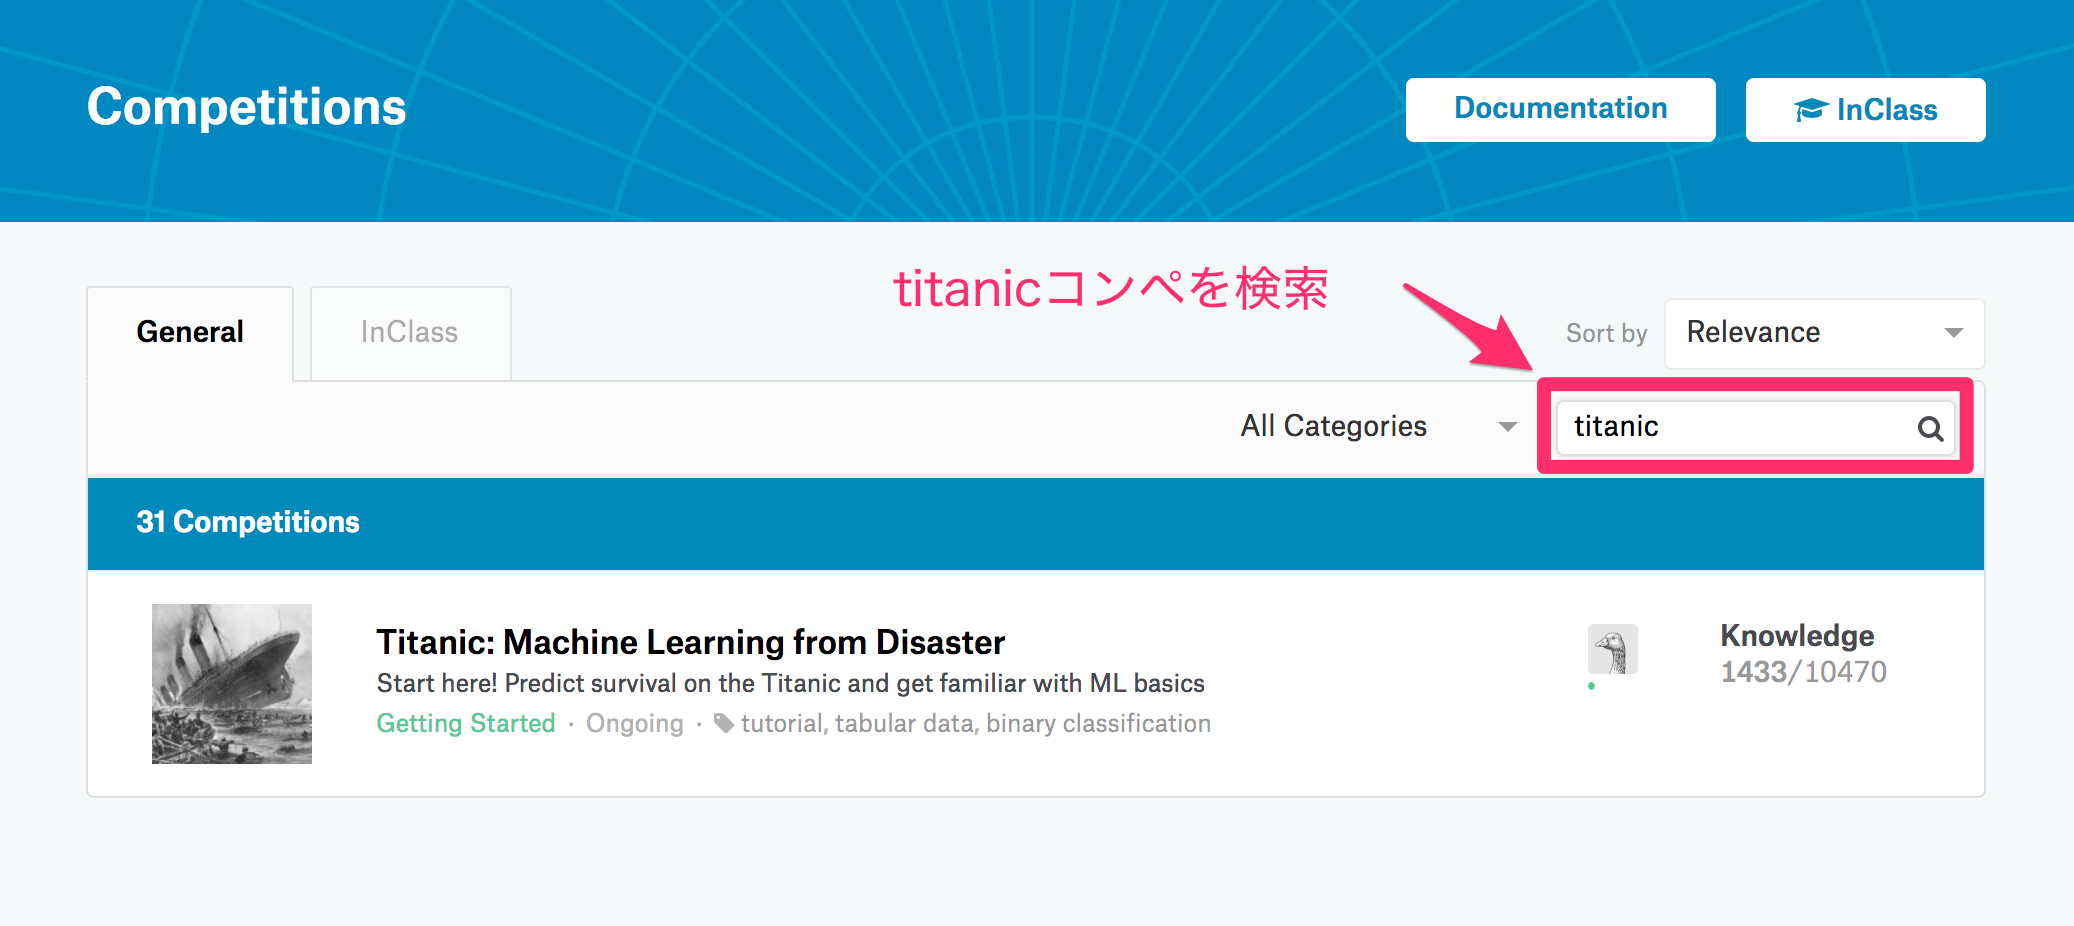 Competitions
Documentation
InClass
titanicコンペを検索
General
InClass
Sort by
Relevance
All Categories
titanic
31 Competitions
Titanic: Machine Learning from Disaster
Start here! Predict survival on the Titanic and get familiar with ML basics
Getting Started · Ongoing · tutorial, tabular data, binary classification
Knowledge
1433/10470